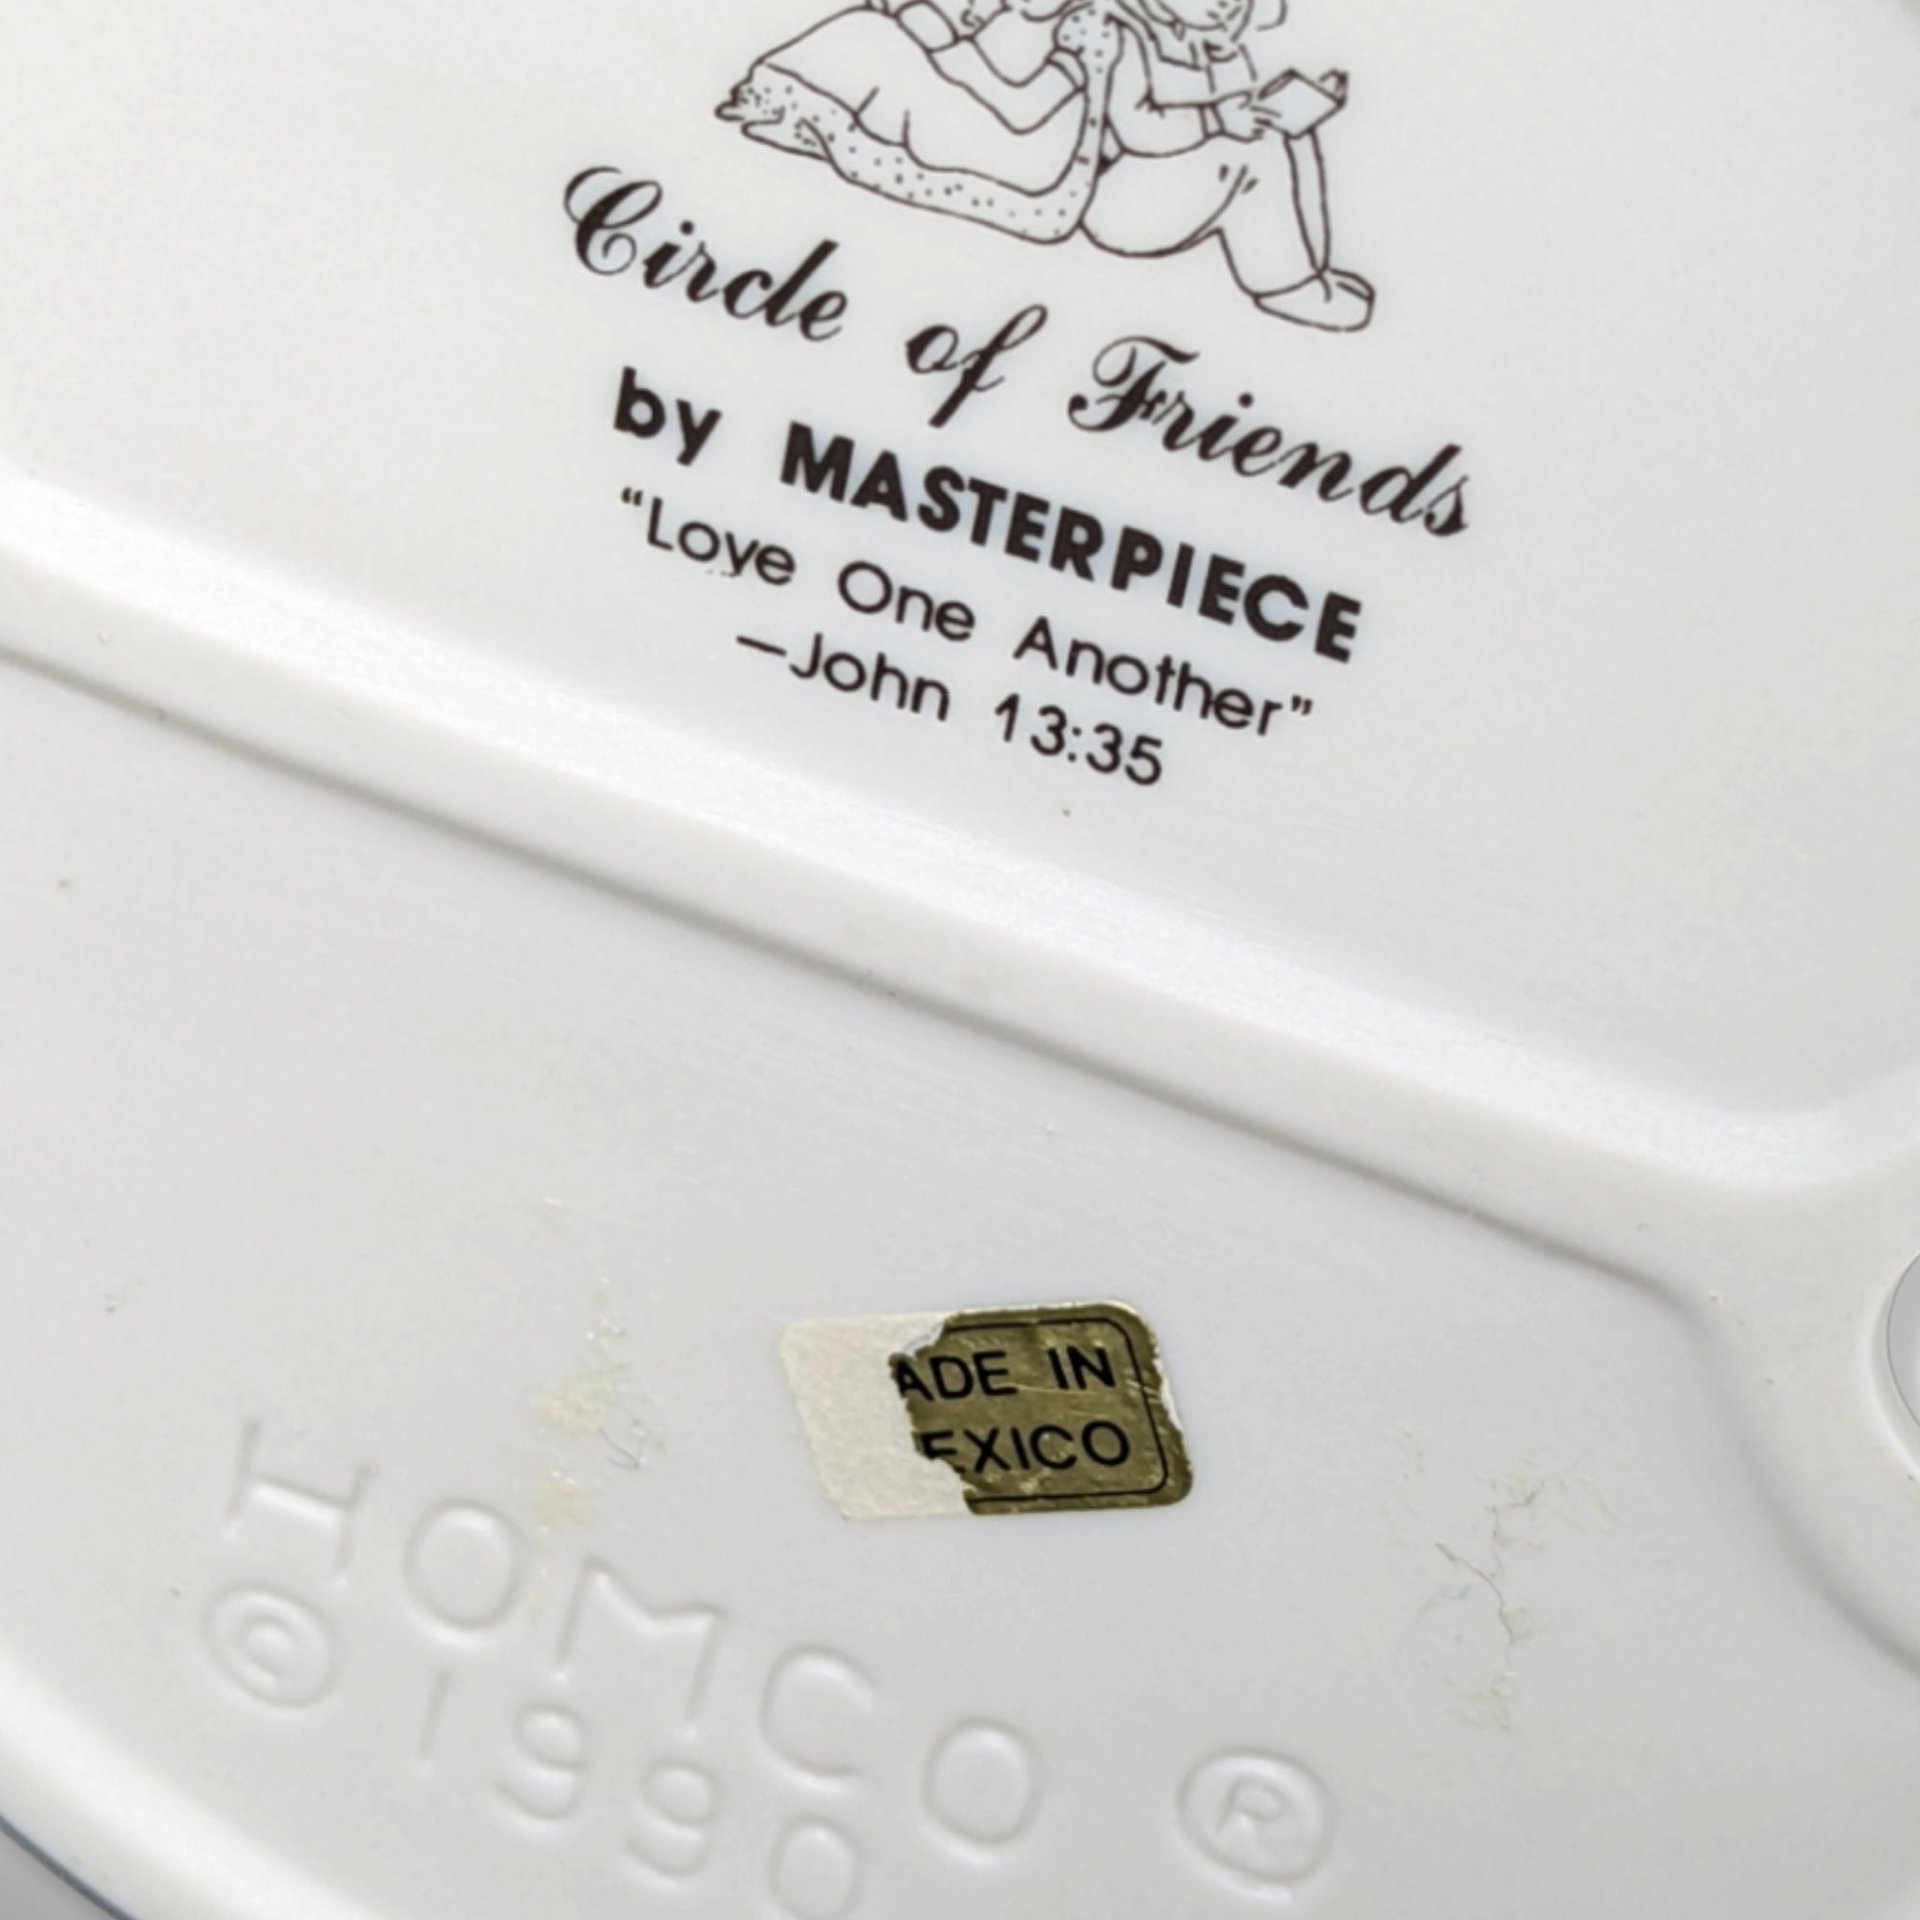 Circle of Friends
by MASTERPIECE
“Love One Another”
—John 13:35
ADE IN
EXICO
HOMCO ®
© 1990